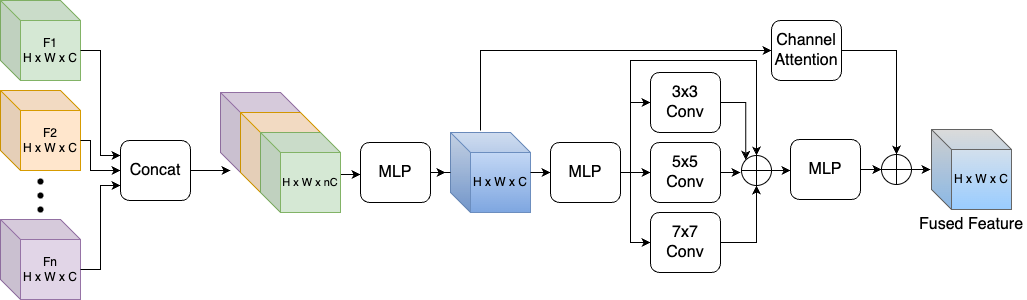 F1
H x W x C
F2
H x W x C
Fn
H x W x C
Concat
H x W x nC
MLP
H x W x C
MLP
3x3
Conv
5x5
Conv
7x7
Conv
Channel
Attention
MLP
H x W x C
Fused Feature